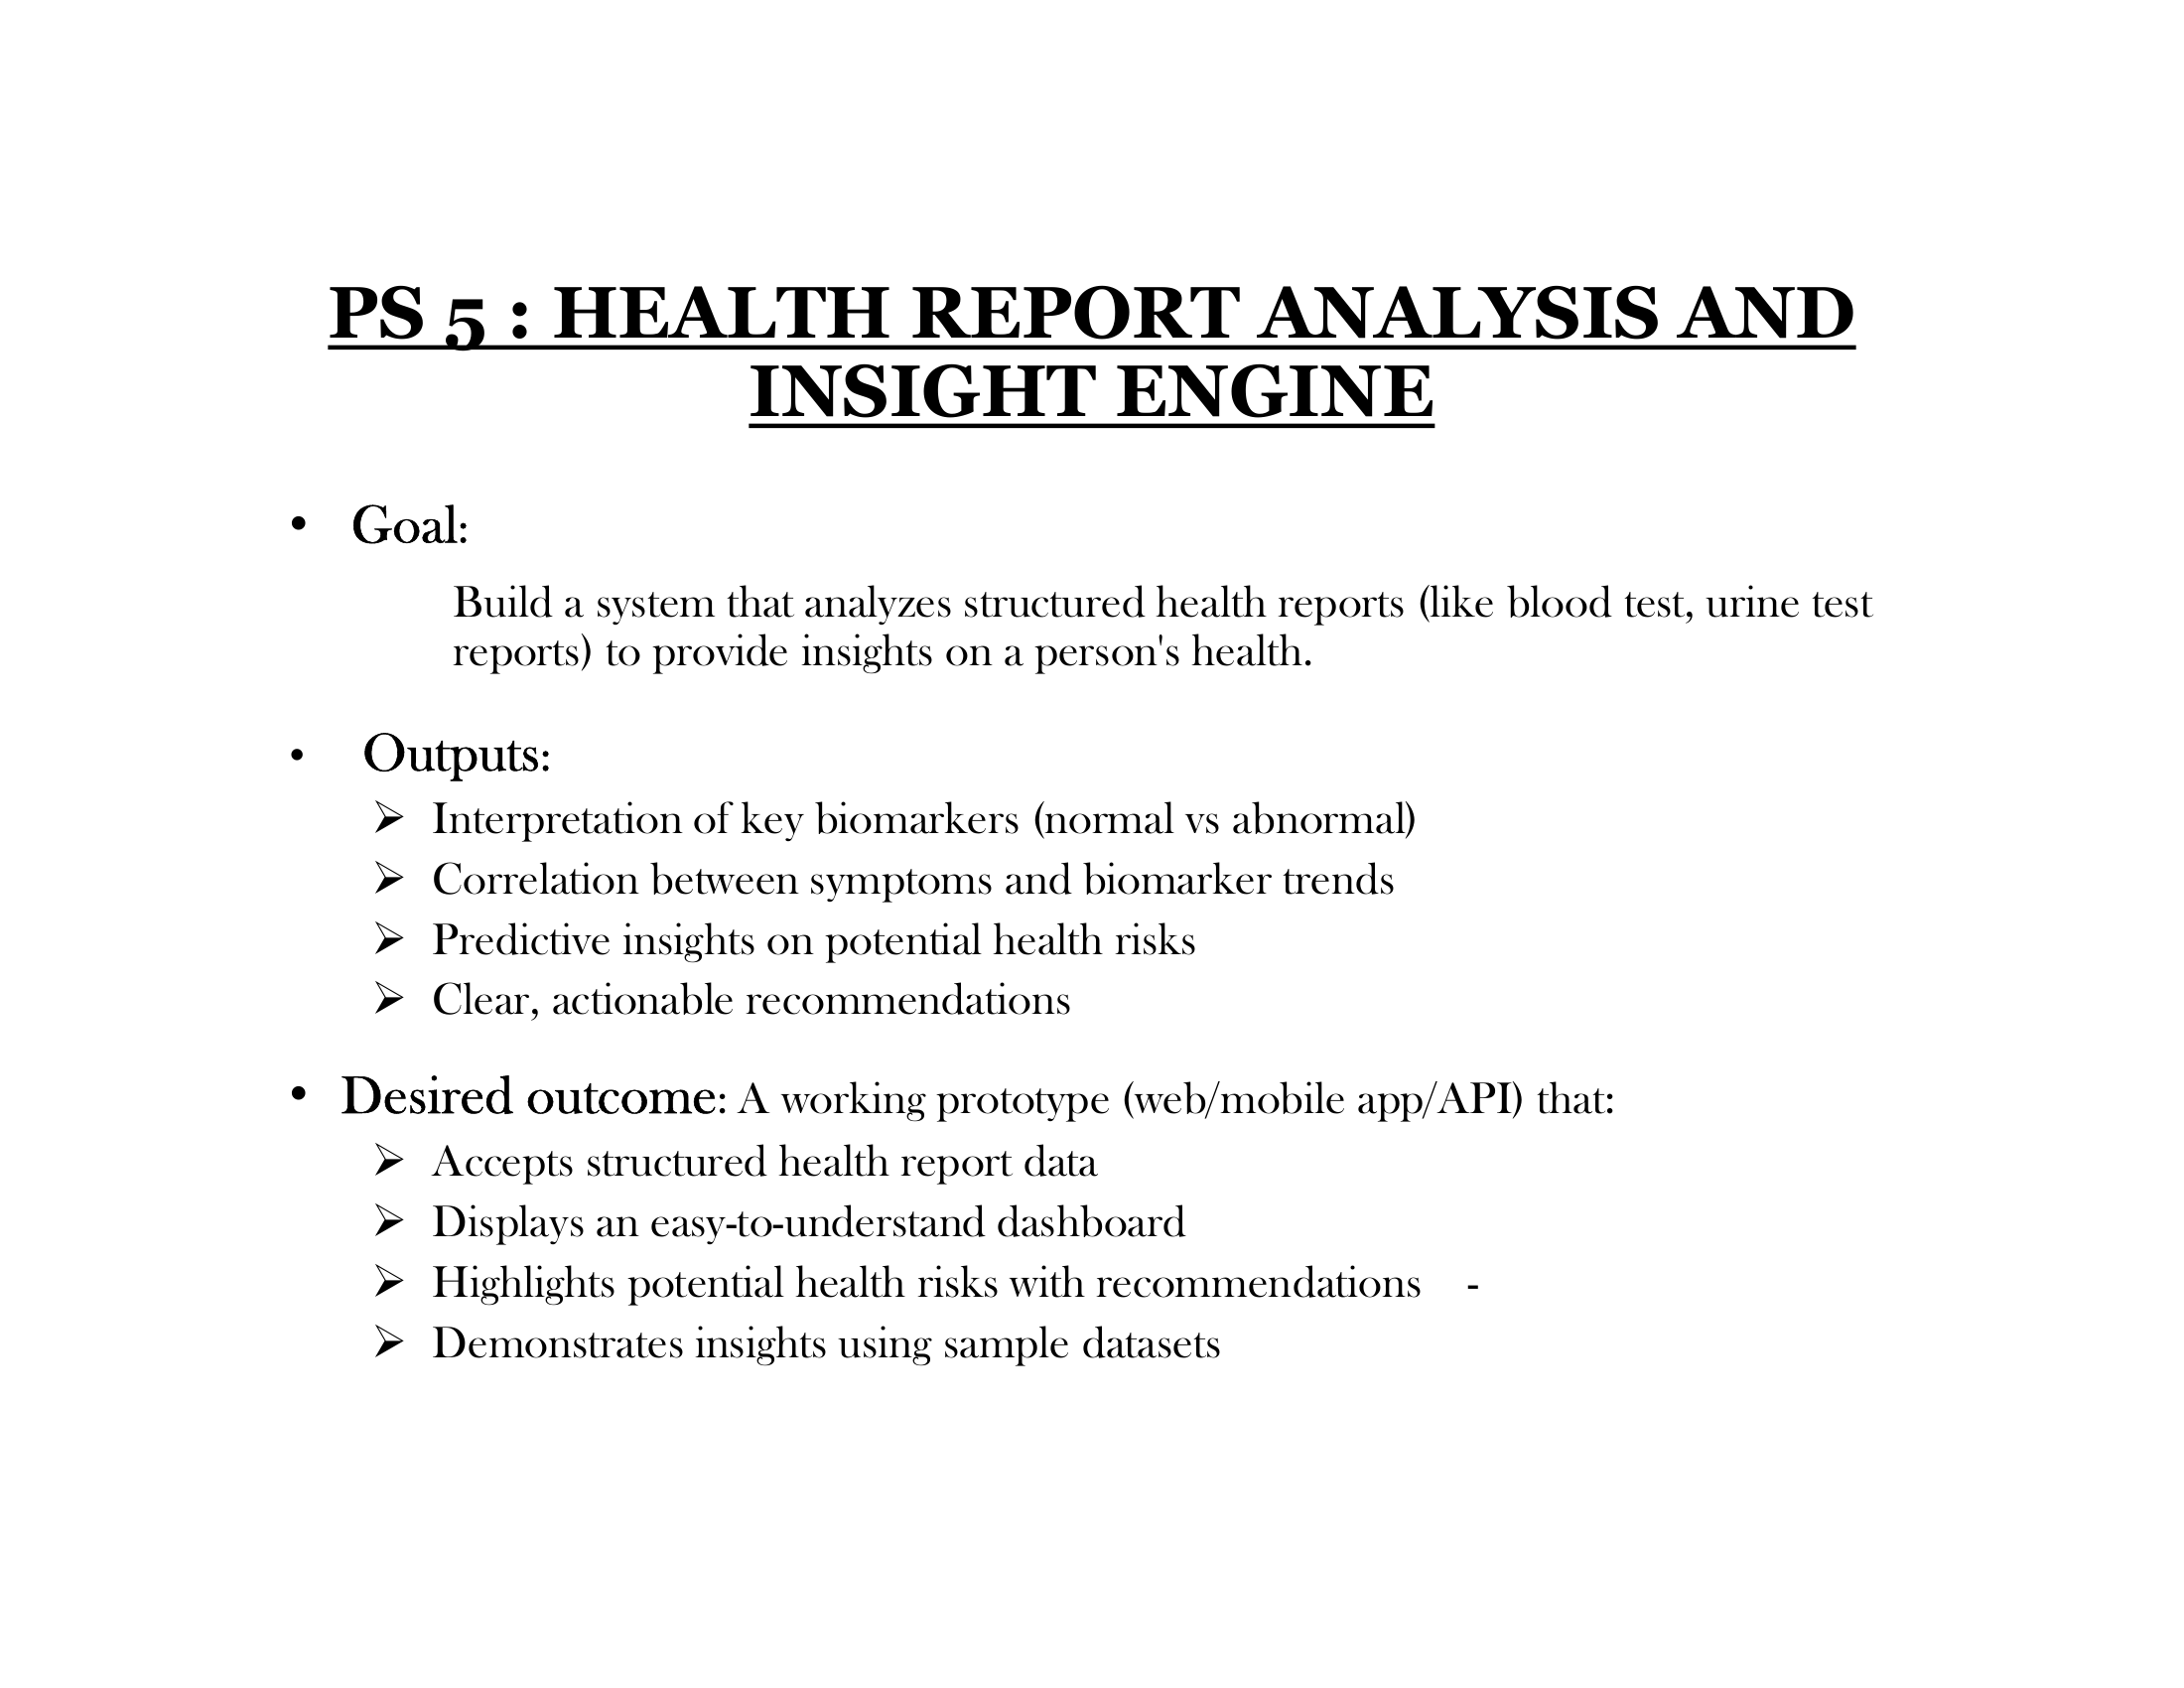 PS 5 : HEALTH REPORT ANALYSIS AND
INSIGHT ENGINE
• Goal:
Build a system that analyzes structured health reports (like blood test, urine test
reports) to provide insights on a person's health.
• Outputs:
➢ Interpretation of key biomarkers (normal vs abnormal)
➢ Correlation between symptoms and biomarker trends
➢ Predictive insights on potential health risks
➢ Clear, actionable recommendations
• Desired outcome: A working prototype (web/mobile app/API) that:
➢ Accepts structured health report data
➢ Displays an easy-to-understand dashboard
➢ Highlights potential health risks with recommendations -
➢ Demonstrates insights using sample datasets